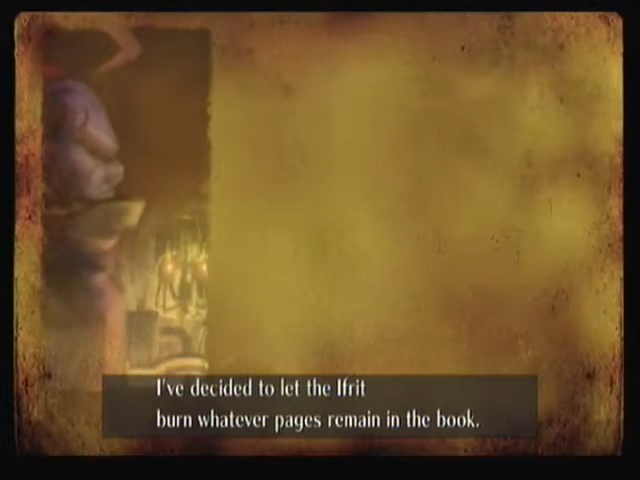 I've decided to let the Ifrit
burn whatever pages remain in the book.